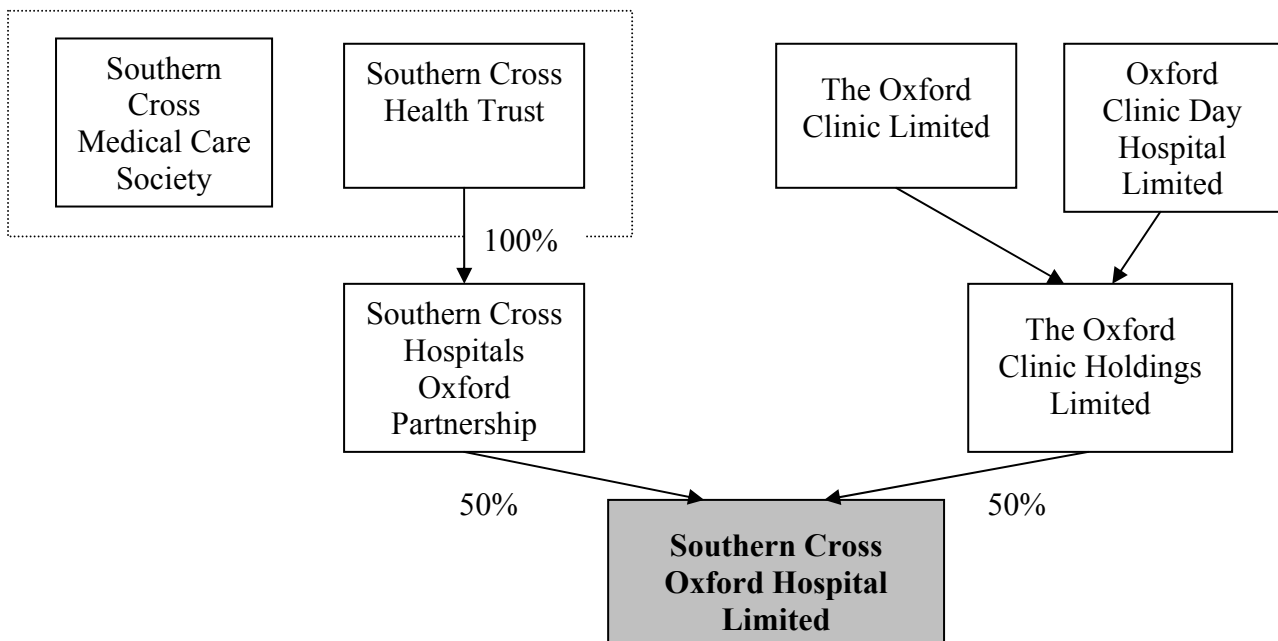 Southern
Cross
Medical Care
Society
Southern Cross
Health Trust
The Oxford
Clinic Limited
Oxford
Clinic Day
Hospital
Limited
100%
Southern Cross
Hospitals
Oxford
Partnership
The Oxford
Clinic Holdings
Limited
50%
50%
Southern Cross
Oxford Hospital
Limited